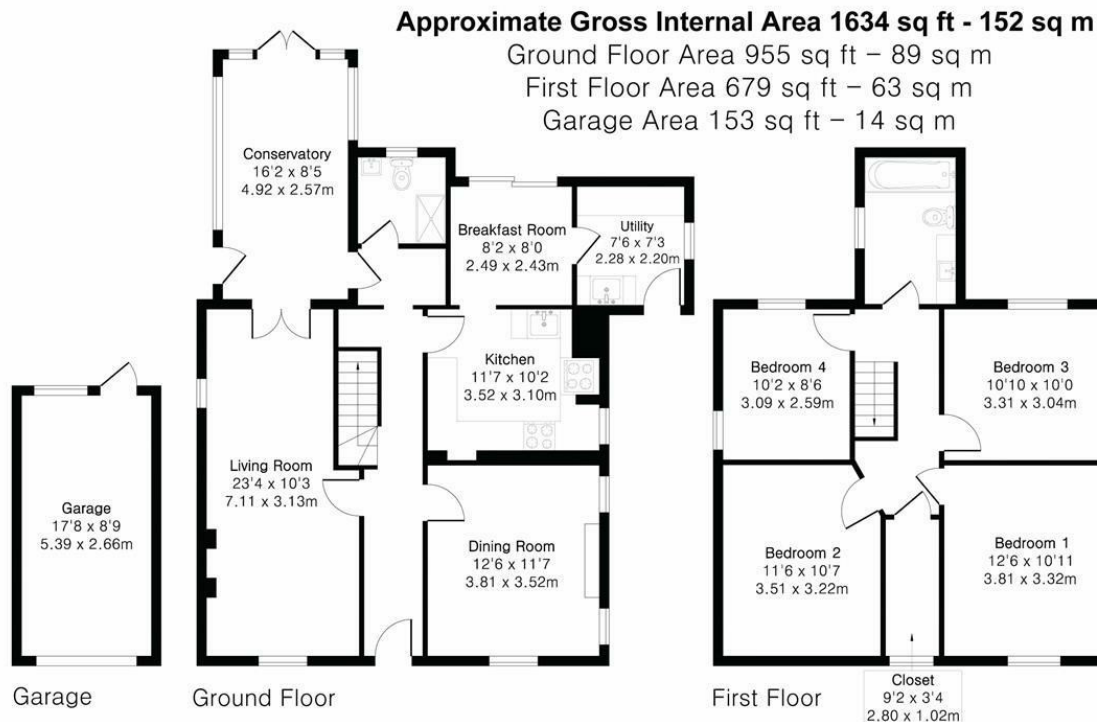 Approximate Gross Internal Area 1634 sq ft - 152 sq m
Ground Floor Area 955 sq ft – 89 sq m
First Floor Area 679 sq ft – 63 sq m
Garage Area 153 sq ft – 14 sq m
Conservatory
16'2 x 8'5
4.92 x 2.57m
Breakfast Room
8'2 x 8'0
2.49 x 2.43m
Utility
7'6 x 7'3
2.28 x 2.20m
Kitchen
11'7 x 10'2
3.52 x 3.10m
Living Room
23'4 x 10'3
7.11 x 3.13m
Dining Room
12'6 x 11'7
3.81 x 3.52m
Garage
17'8 x 8'9
5.39 x 2.66m
Bedroom 4
10'2 x 8'6
3.09 x 2.59m
Bedroom 3
10'10 x 10'0
3.31 x 3.04m
Bedroom 2
11'6 x 10'7
3.51 x 3.22m
Bedroom 1
12'6 x 10'11
3.81 x 3.32m
Closet
9'2 x 3'4
2.80 x 1.02m
Garage
Ground Floor
First Floor